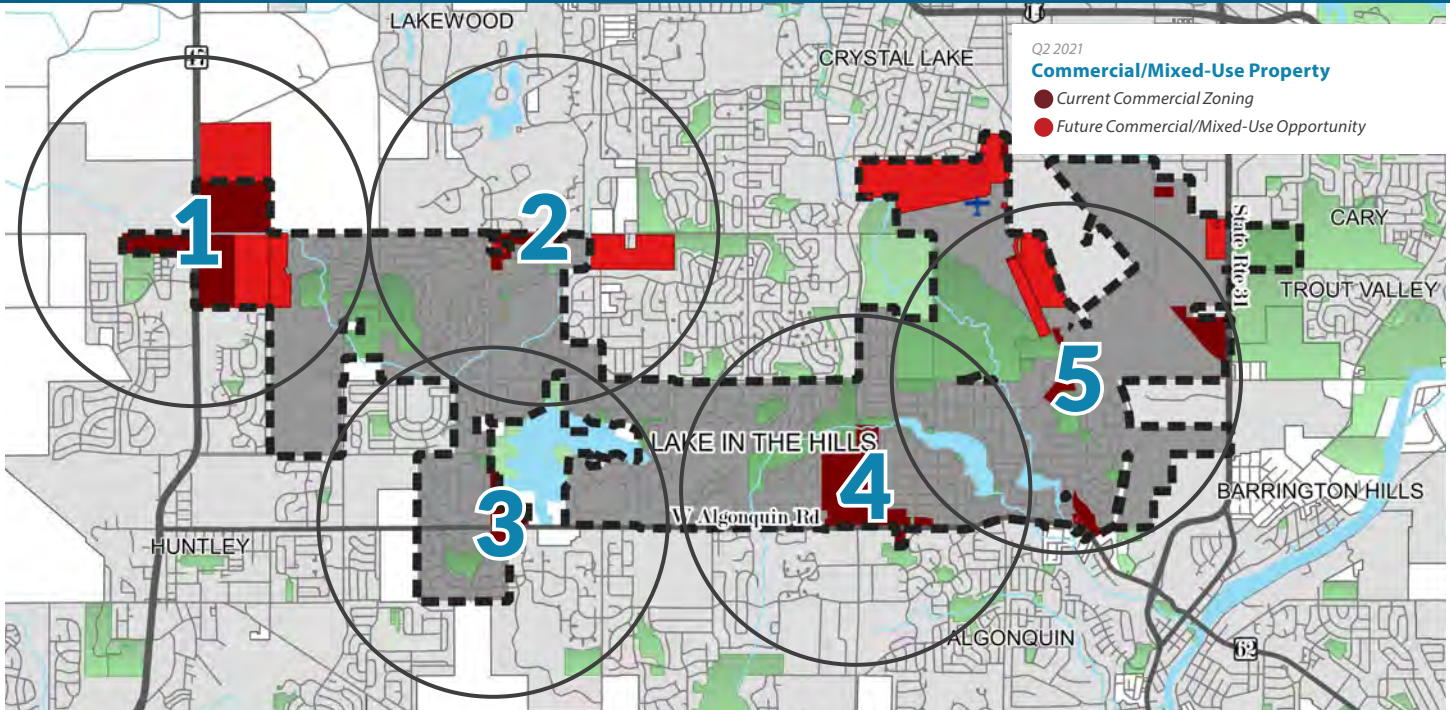 LAKEWOOD
CRYSTAL LAKE
Q2 2021
Commercial/Mixed-Use Property
Current Commercial Zoning
Future Commercial/Mixed-Use Opportunity
1
2
State Rte 31
CARY
TROUT VALLEY
5
LAKE IN THE HILLS
4
3
W Algonquin Rd
BARRINGTON HILLS
HUNTLEY
ALGONQUIN
62